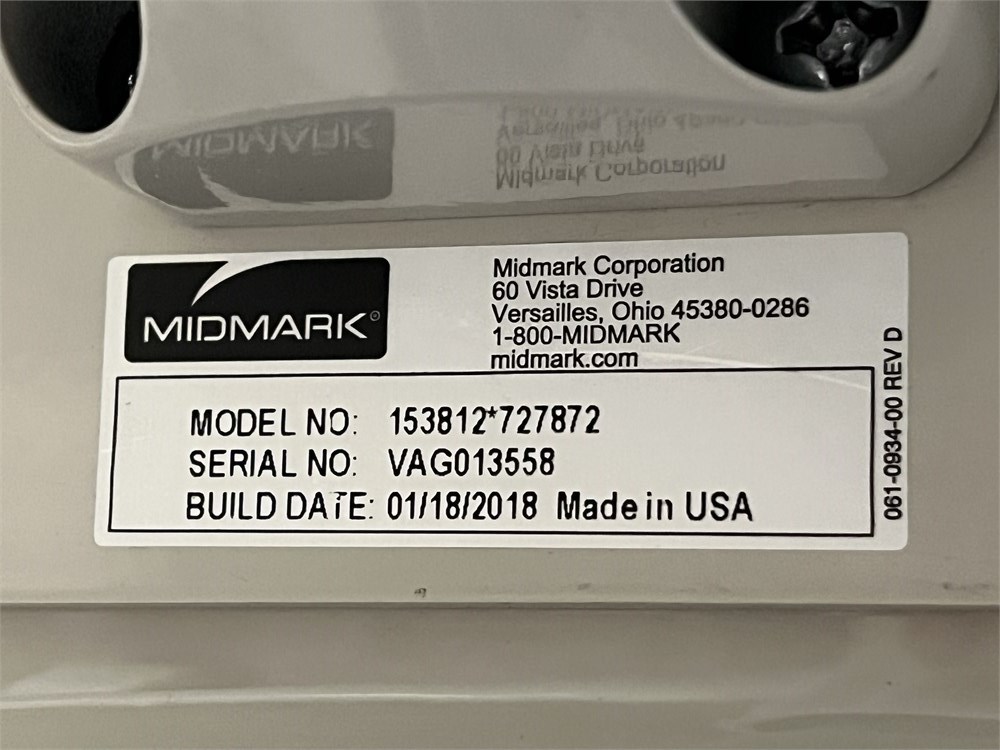 MIDMARK®
Midmark Corporation
60 Vista Drive
Versailles, Ohio 45380-0286
1-800-MIDMARK
midmark.com
MODEL NO: 153812*727872
SERIAL NO: VAG013558
BUILD DATE: 01/18/2018 Made in USA
061-0934-00 REV D